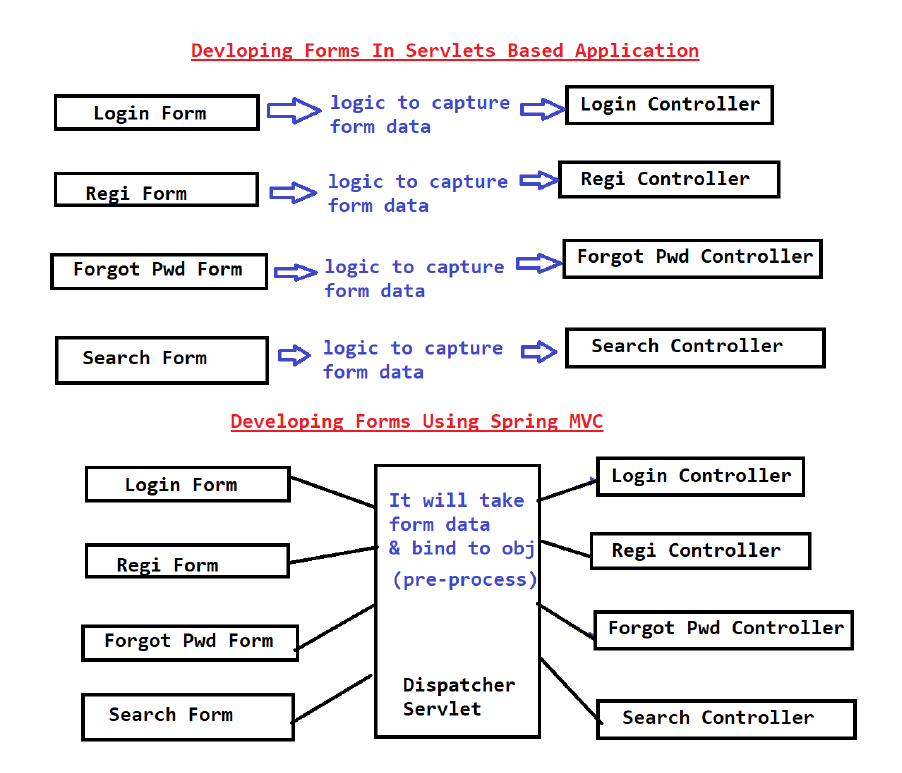 Devloping Forms In Servlets Based Application
Login Form
logic to capture
form data
Login Controller
Regi Form
logic to capture
form data
Regi Controller
Forgot Pwd Form
logic to capture
form data
Forgot Pwd Controller
Search Form
logic to capture
form data
Search Controller
Developing Forms Using Spring MVC
Login Form
Regi Form
Forgot Pwd Form
Search Form
It will take
form data
& bind to obj
(pre-process)
Dispatcher
Servlet
Login Controller
Regi Controller
Forgot Pwd Controller
Search Controller